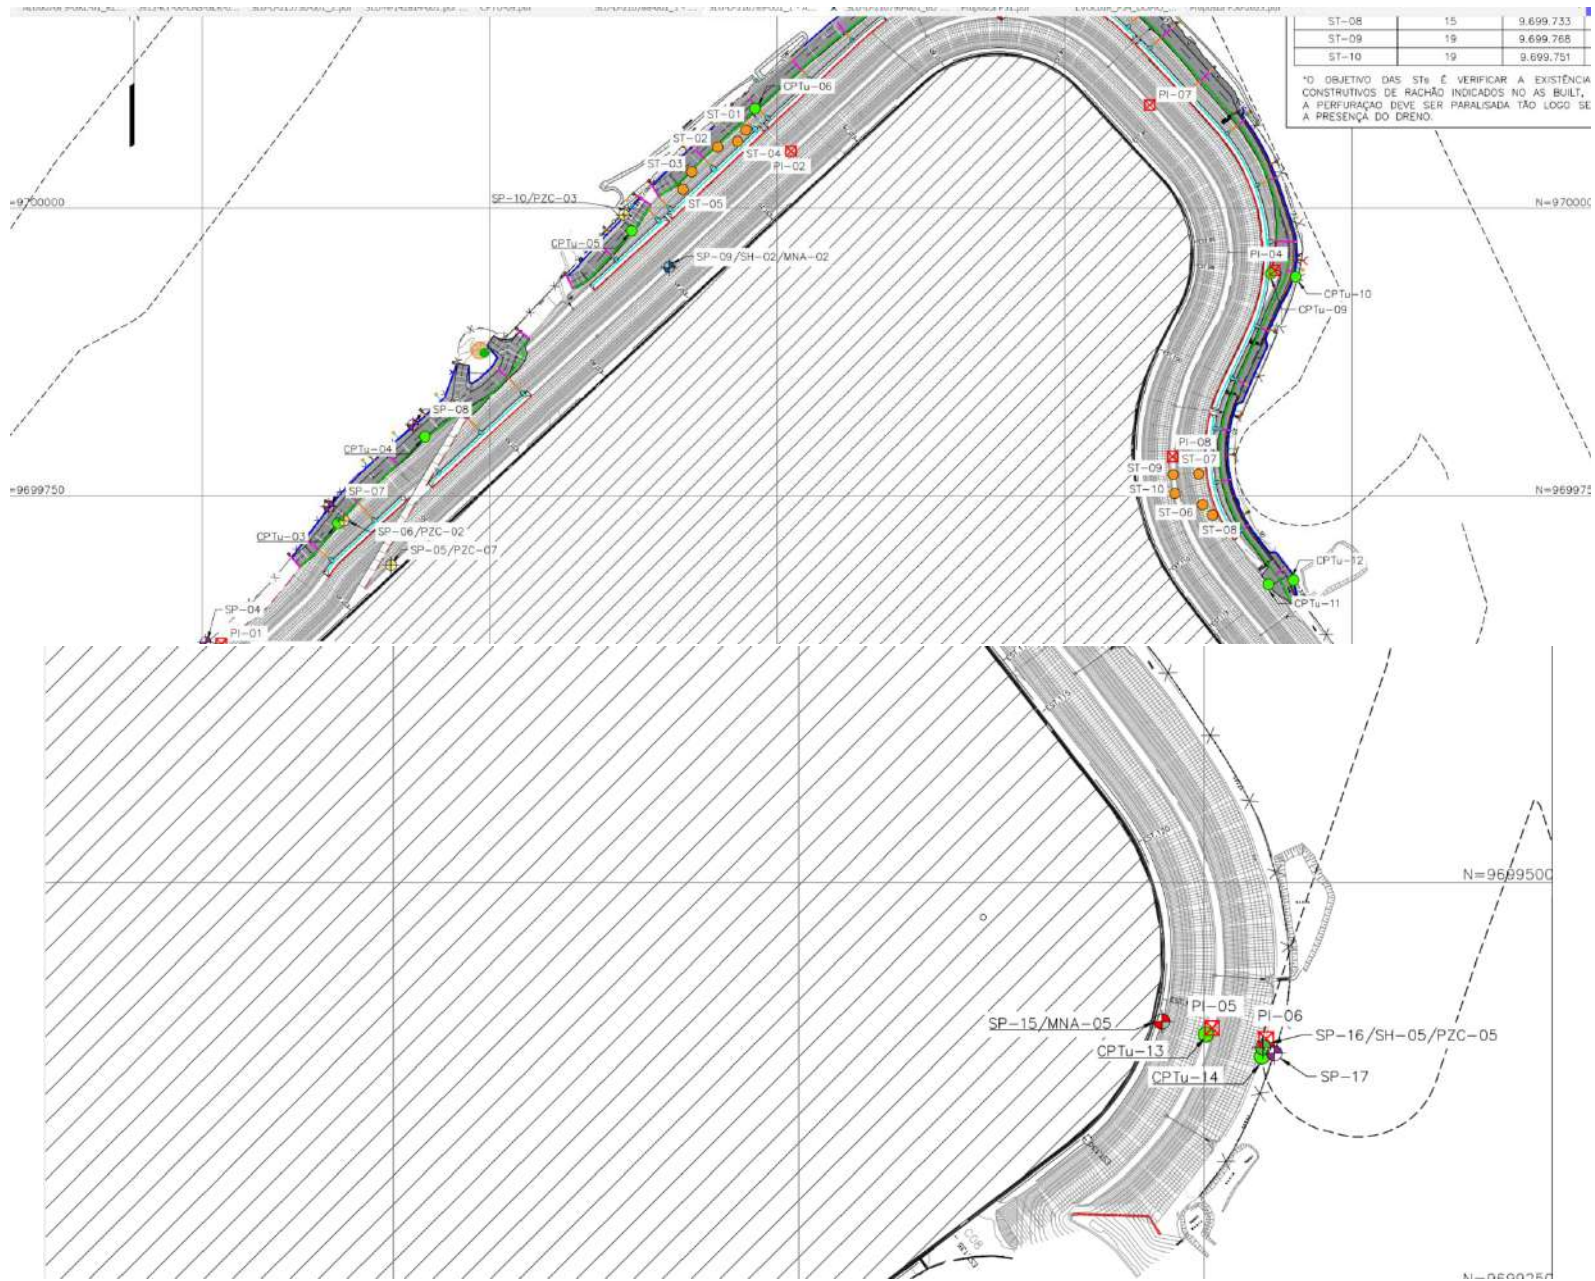 ST-08 15 9.699.733
ST-09 19 9.699.768
ST-10 19 9.699.751
*O OBJETIVO DAS STs É VERIFICAR A EXISTÊNCIA
CONSTRUTIVOS DE RACHÃO INDICADOS NO AS BUILT,
A PERFURAÇÃO DEVE SER PARALISADA TÃO LOGO SE
A PRESENÇA DO DRENO.
CPTu-06
PI-07
ST-01
ST-02
ST-04
ST-03
PI-02
SP-10/PZC-03
ST-05
=9700000
N=970000
CPTu-05
SP-09/SH-02/MNA-02
PI-04
CPTu-10
CPTu-09
SP-08
CPTu-04
PI-08
ST-07
ST-09
ST-10
=9699750
N=969975
SP-07
ST-06
ST-08
SP-06/PZC-02
CPTu-03
SP-05/PZC-07
CPTu-12
CPTu-11
SP-04
PI-01
N=9699500
PI-05
PI-06
SP-15/MNA-05
SP-16/SH-05/PZC-05
CPTu-13
CPTu-14
SP-17
C08
N=9699250